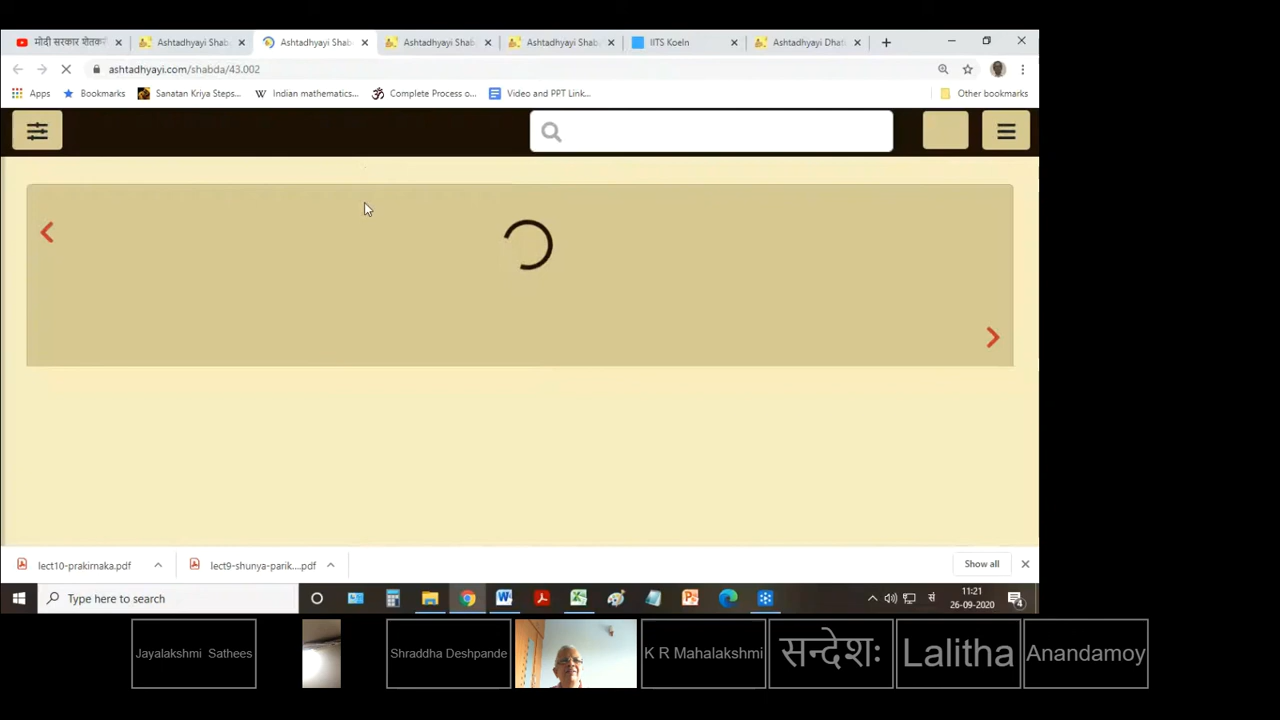 मोदी सरकार शेतकऱ
Ashtadhyayi Shab
Ashtadhyayi Shab
Ashtadhyayi Shab
Ashtadhyayi Shab
IITS Koeln
Ashtadhyayi Dhat
ashtadhyayi.com/shabda/43.002
Apps
Bookmarks
Sanatan Kriya Steps...
Indian mathematics...
Complete Process o...
Video and PPT Link...
Other bookmarks
lect10-prakirnaka.pdf
lect9-shunya-parik....pdf
Show all
Type here to search
सं
11:21
26-09-2020
4
Jayalakshmi Sathees
Shraddha Deshpande
K R Mahalakshmi
सन्देशः
Lalitha
Anandamoy